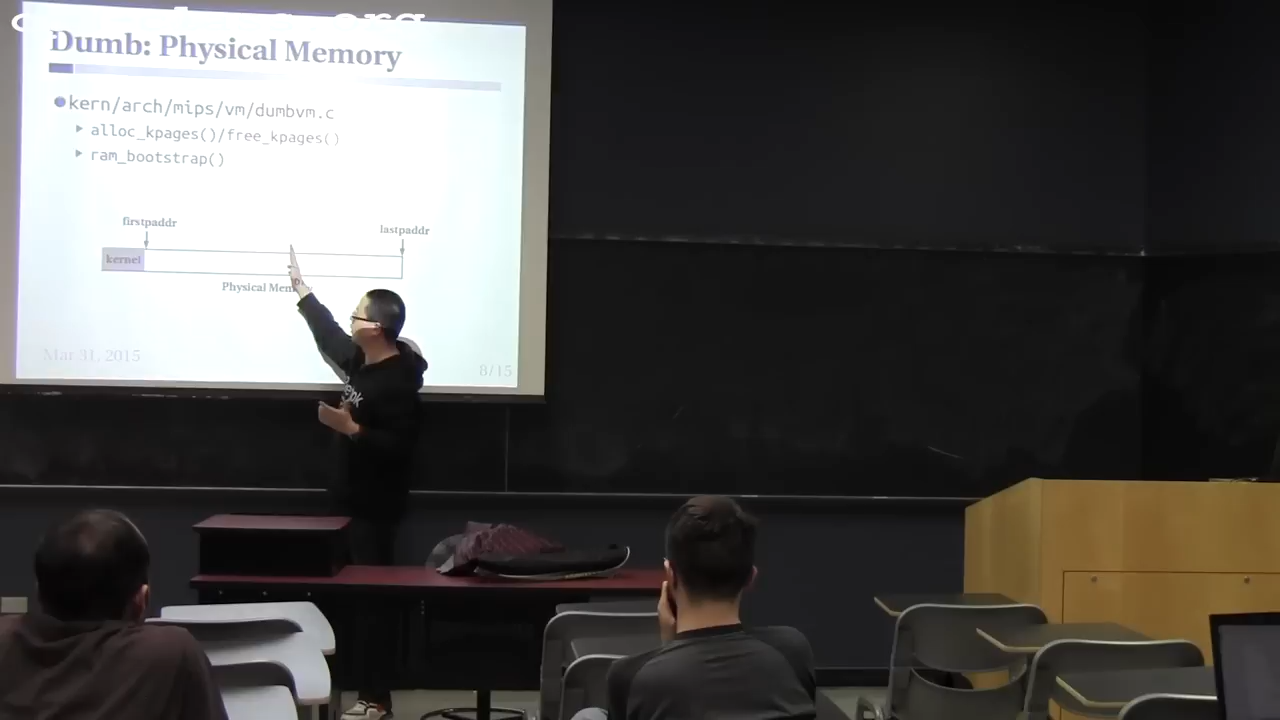 Dumb: Physical Memory
kern/arch/mips/vm/dumbvm.c
alloc_kpages()/free_kpages()
ram_bootstrap()
firstpaddr
lastpaddr
kernel
Physical
Mar 31, 2015
8/15